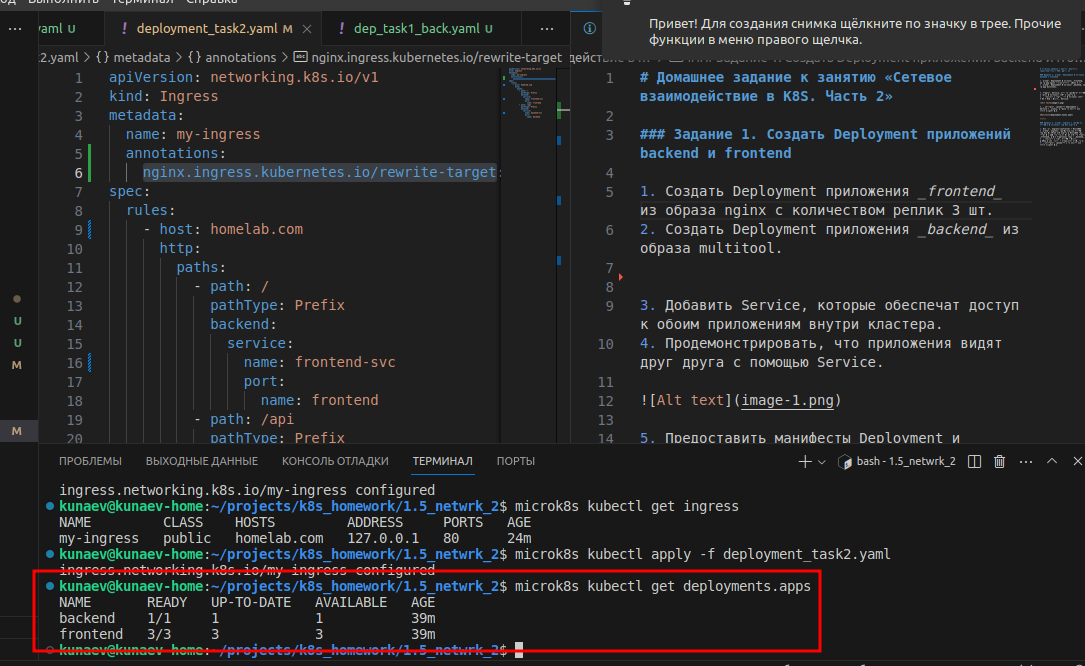 Выполнить Терминал Справка
Привет! Для создания снимка щёлкните по значку в трее. Прочие
функции в меню правого щелчка.
yaml U
! deployment_task2.yaml M ×
! dep_task1_back.yaml U
2.yaml > {} metadata > {} annotations > abc nginx.ingress.kubernetes.io/rewrite-target
1 apiVersion: networking.k8s.io/v1
2 kind: Ingress
3 metadata:
4 name: my-ingress
5 annotations:
6 nginx.ingress.kubernetes.io/rewrite-target:
7 spec:
8 rules:
9 - host: homelab.com
10 http:
11 paths:
12 - path: /
13 pathType: Prefix
14 backend:
15 service:
16 name: frontend-svc
17 port:
18 name: frontend
19 - path: /api
20 pathType: Prefix
1 # Домашнее задание к занятию «Сетевое
взаимодействие в K8S. Часть 2»
2
3 ### Задание 1. Создать Deployment приложений
backend и frontend
4
5 1. Создать Deployment приложения _frontend_
из образа nginx с количеством реплик 3 шт.
6 2. Создать Deployment приложения _backend_ из
образа multitool.
7
8
9 3. Добавить Service, которые обеспечат доступ
к обоим приложениям внутри кластера.
10 4. Продемонстрировать, что приложения видят
друг друга с помощью Service.
11
12 ![Alt text](image-1.png)
13
14 5. Предоставить манифесты Deployment и
U
U
M
M
ПРОБЛЕМЫ ВЫХОДНЫЕ ДАННЫЕ КОНСОЛЬ ОТЛАДКИ ТЕРМИНАЛ ПОРТЫ
bash - 1.5_netwrk_2
ingress.networking.k8s.io/my-ingress configured
kunaev@kunaev-home:~/projects/k8s_homework/1.5_netwrk_2$ microk8s kubectl get ingress
NAME CLASS HOSTS ADDRESS PORTS AGE
my-ingress public homelab.com 127.0.0.1 80 24m
kunaev@kunaev-home:~/projects/k8s_homework/1.5_netwrk_2$ microk8s kubectl apply -f deployment_task2.yaml
ingress.networking.k8s.io/my-ingress configured
kunaev@kunaev-home:~/projects/k8s_homework/1.5_netwrk_2$ microk8s kubectl get deployments.apps
NAME READY UP-TO-DATE AVAILABLE AGE
backend 1/1 1 1 39m
frontend 3/3 3 3 39m
kunaev@kunaev-home:~/projects/k8s_homework/1.5_netwrk_2$